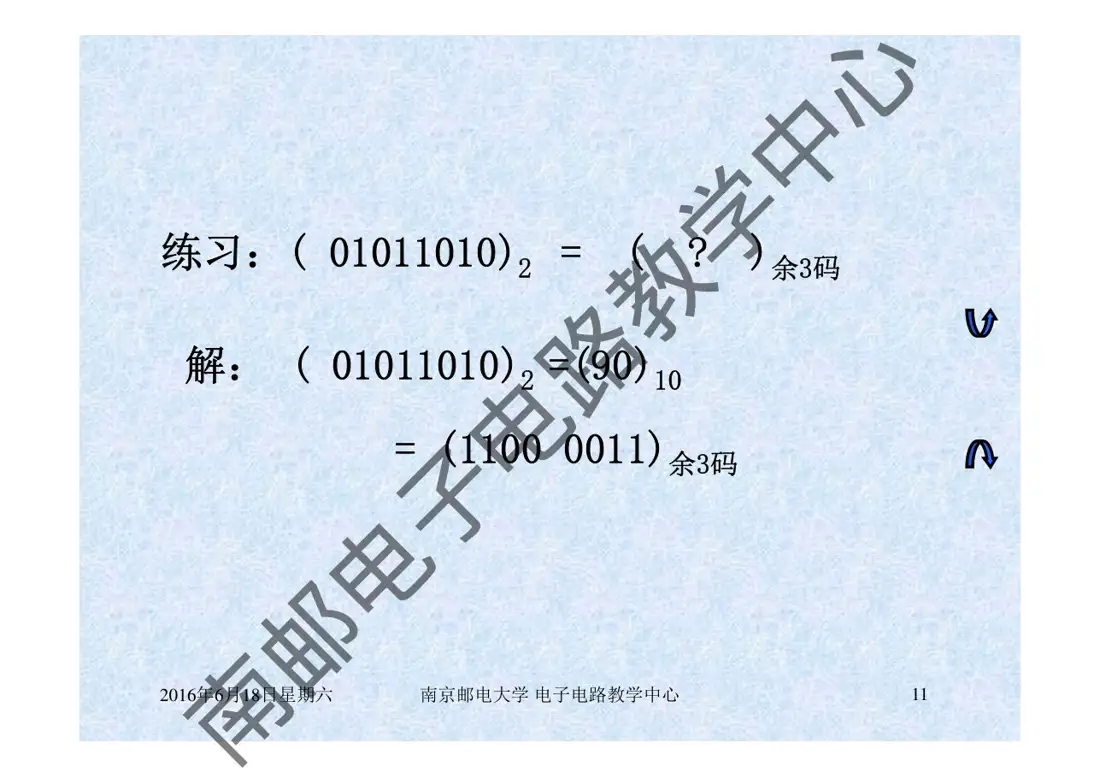 练习：( 01011010)2 = ( ? )余3码
解： ( 01011010)2 =(90)10
= (1100 0011)余3码
南邮电子电路教学中心
2016年6月18日星期六 南京邮电大学 电子电路教学中心 11